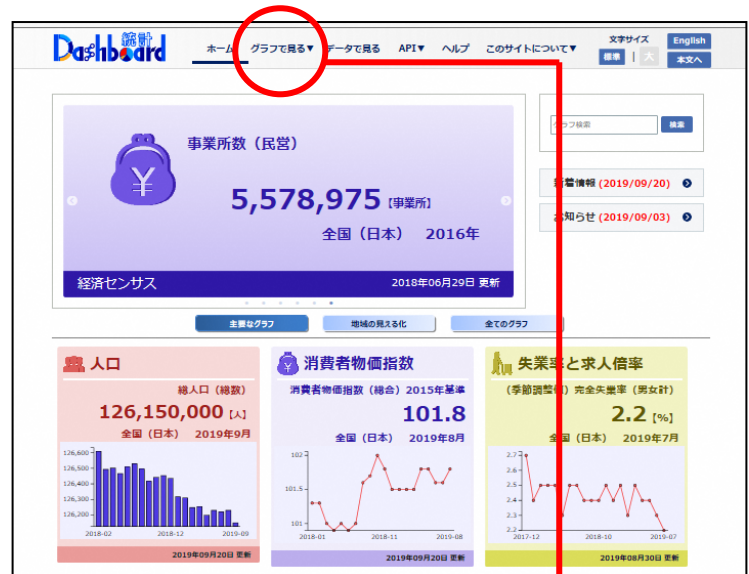 統計
Dashboard
ホーム グラフで見る▼ データで見る API▼ ヘルプ このサイトについて▼
文字サイズ
標準 | 大
English
本文へ
事業所数（民営）
¥
5,578,975【事業所】
全国（日本） 2016年
経済センサス 2018年06月29日 更新
グラフ検索 検索
新着情報 (2019/09/20)
お知らせ (2019/09/03)
主要なグラフ 地域の見える化 全てのグラフ
人口
総人口（総数）
126,150,000【人】
全国（日本） 2019年9月
126,600
126,500
126,400
126,300
126,200
2018-02 2018-12 2019-09
2019年09月20日 更新
¥
消費者物価指数
消費者物価指数（総合）2015年基準
101.8
全国（日本） 2019年8月
102
101.5
101
2018-01 2018-11 2019-08
2019年09月20日 更新
失業率と求人倍率
（季節調整値）完全失業率（男女計）
2.2【%】
全国（日本） 2019年7月
2.7
2.6
2.5
2.4
2.3
2.2
2017-12 2018-10 2019-07
2019年08月30日 更新